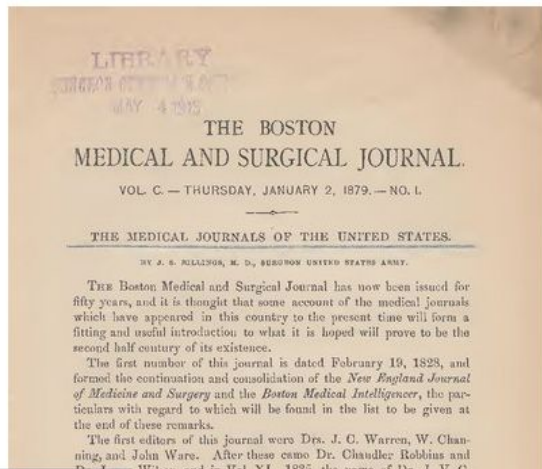 LIBRARY
SURGEON GENERAL'S OFFICE
MAY 4 1915
THE BOSTON
MEDICAL AND SURGICAL JOURNAL.
VOL. C. — THURSDAY, JANUARY 2, 1879. — NO. I.
THE MEDICAL JOURNALS OF THE UNITED STATES.
BY J. S. BILLINGS, M. D., SURGEON UNITED STATES ARMY.
THE Boston Medical and Surgical Journal has now been issued for
fifty years, and it is thought that some account of the medical journals
which have appeared in this country to the present time will form a
fitting and useful introduction to what it is hoped will prove to be the
second half century of its existence.
The first number of this journal is dated February 19, 1828, and
formed the continuation and consolidation of the New England Journal
of Medicine and Surgery and the Boston Medical Intelligencer, the par-
ticulars with regard to which will be found in the list to be given at
the end of these remarks.
The first editors of this journal were Drs. J. C. Warren, W. Chan-
ning, and John Ware. After these came Dr. Chandler Robbins and